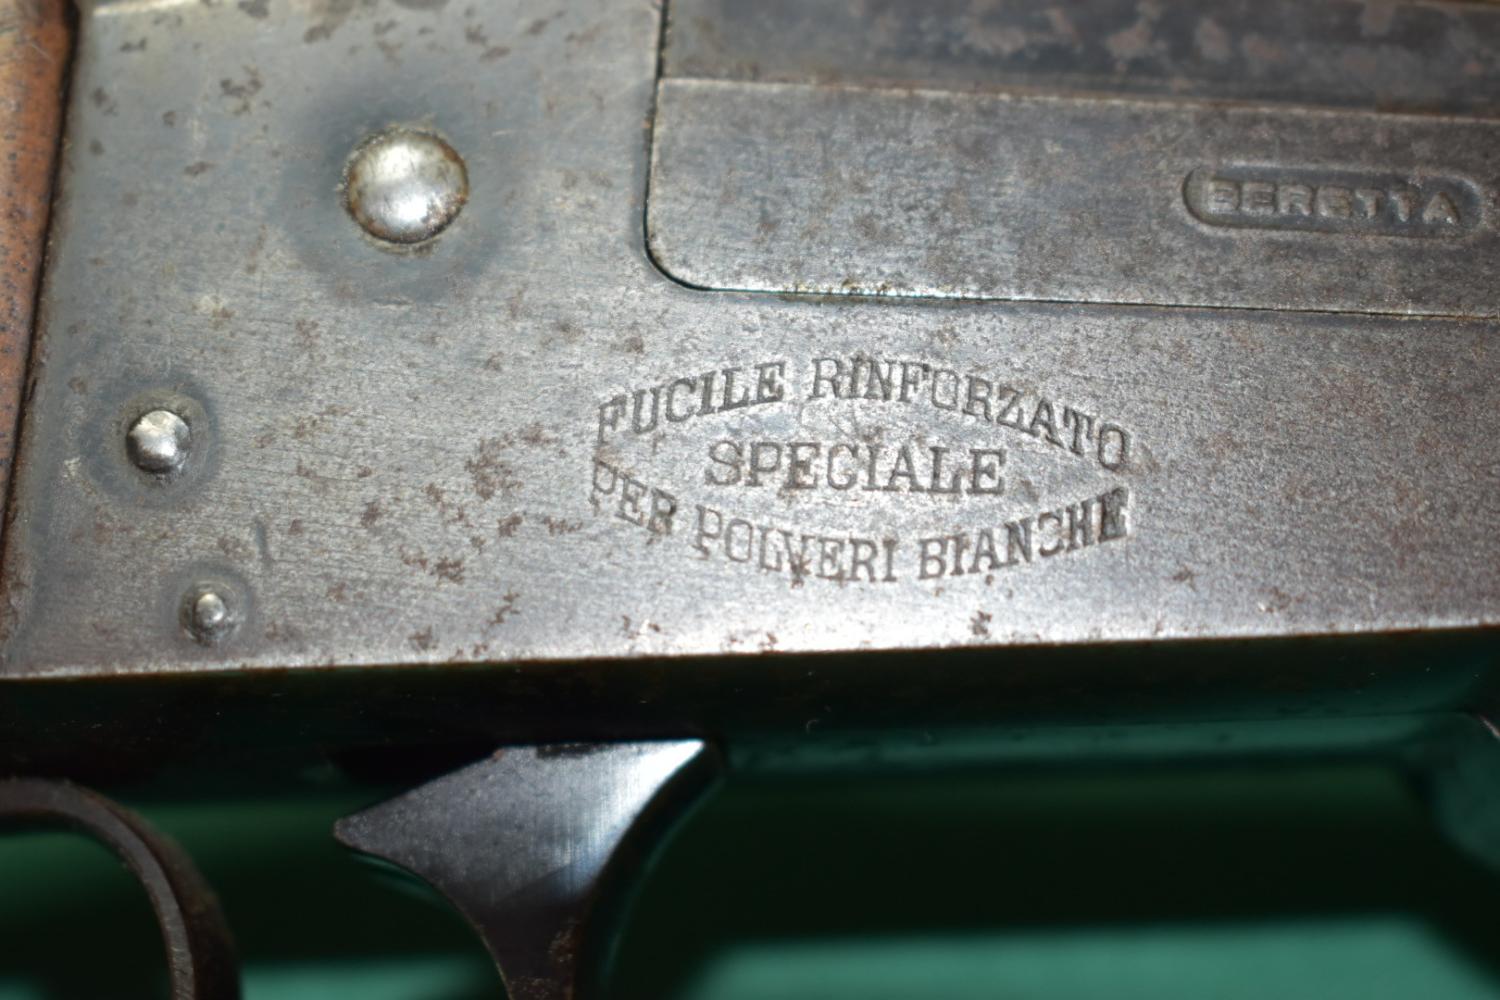 BERETTA
FUCILE RINFORZATO
SPECIALE
PER POLVERI BIANCHE